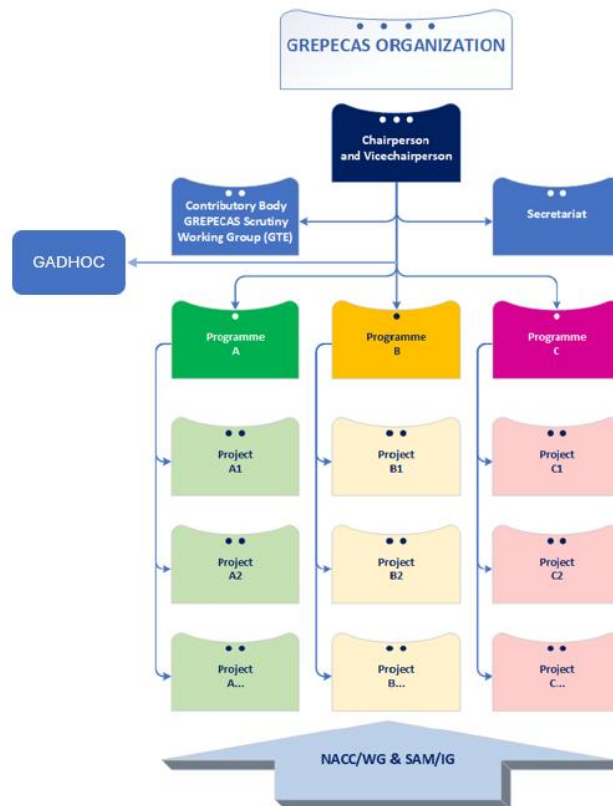 GREPECAS ORGANIZATION
Chairperson
and Vicechairperson
Contributory Body
GREPECAS Scrutiny
Working Group (GTE)
Secretariat
GADHOC
Programme
A
Programme
B
Programme
C
Project
A1
Project
B1
Project
C1
Project
A2
Project
B2
Project
C2
Project
A...
Project
B...
Project
C...
NACC/WG & SAM/IG